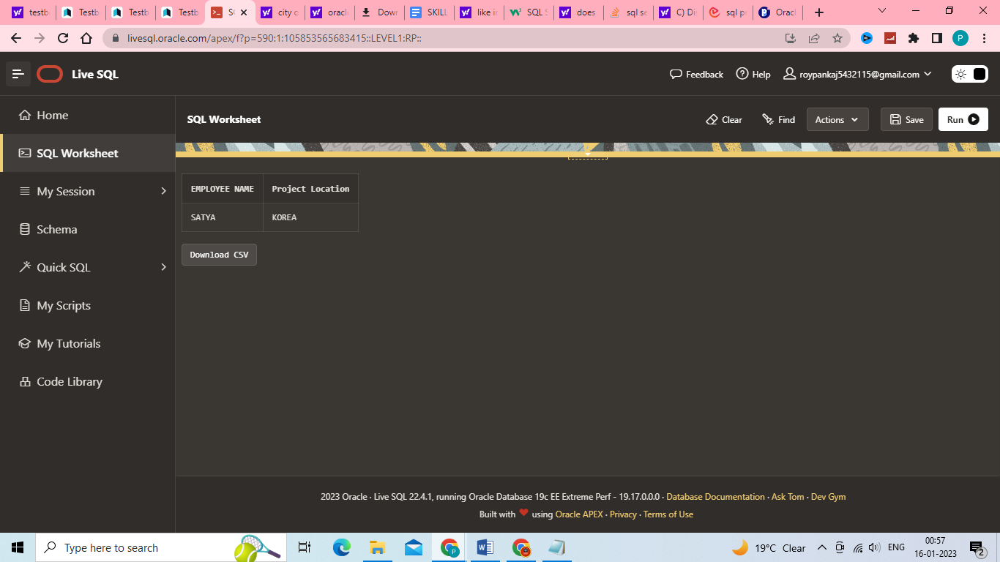 testb
Testb
Testb
Testb
SC
city o
oracl
Down
SKILL
like in
SQL S
does
sql se
C) Di
sql pr
Orac
livesql.oracle.com/apex/f?p=590:1:105853565683415::LEVEL1:RP::
P
Live SQL
Feedback
Help
roypankaj5432115@gmail.com
Home
SQL Worksheet
My Session
Schema
Quick SQL
My Scripts
My Tutorials
Code Library
SQL Worksheet
Clear
Find
Actions
Save
Run
EMPLOYEE NAME Project Location
SATYA KOREA
Download CSV
2023 Oracle · Live SQL 22.4.1, running Oracle Database 19c EE Extreme Perf - 19.17.0.0.0 · Database Documentation · Ask Tom · Dev Gym
Built with ❤ using Oracle APEX · Privacy · Terms of Use
Type here to search
19°C Clear
ENG
00:57
16-01-2023
2